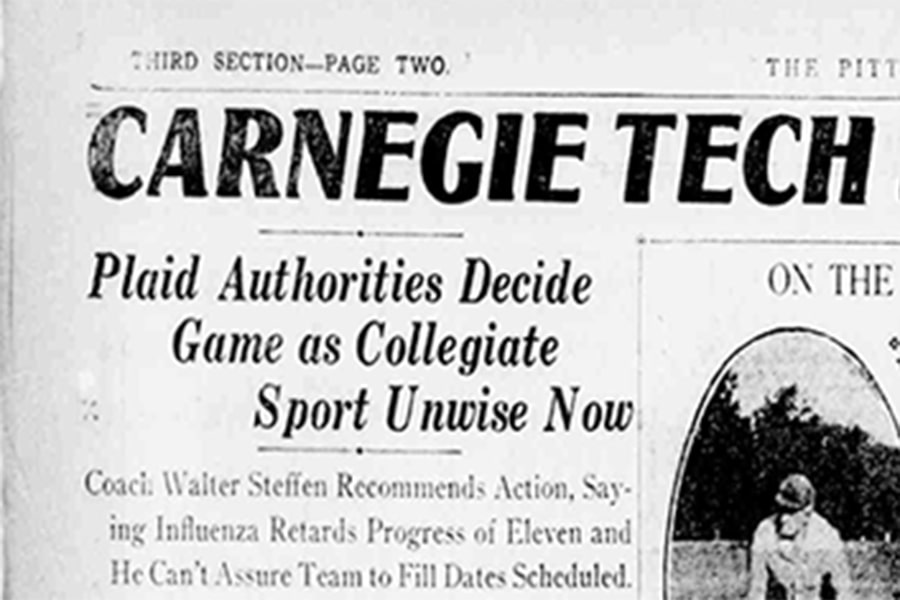 THIRD SECTION—PAGE TWO.
THE PITT
CARNEGIE TECH
Plaid Authorities Decide
Game as Collegiate
Sport Unwise Now
ON THE
Coach Walter Steffen Recommends Action, Say-
ing Influenza Retards Progress of Eleven and
He Can't Assure Team to Fill Dates Scheduled.